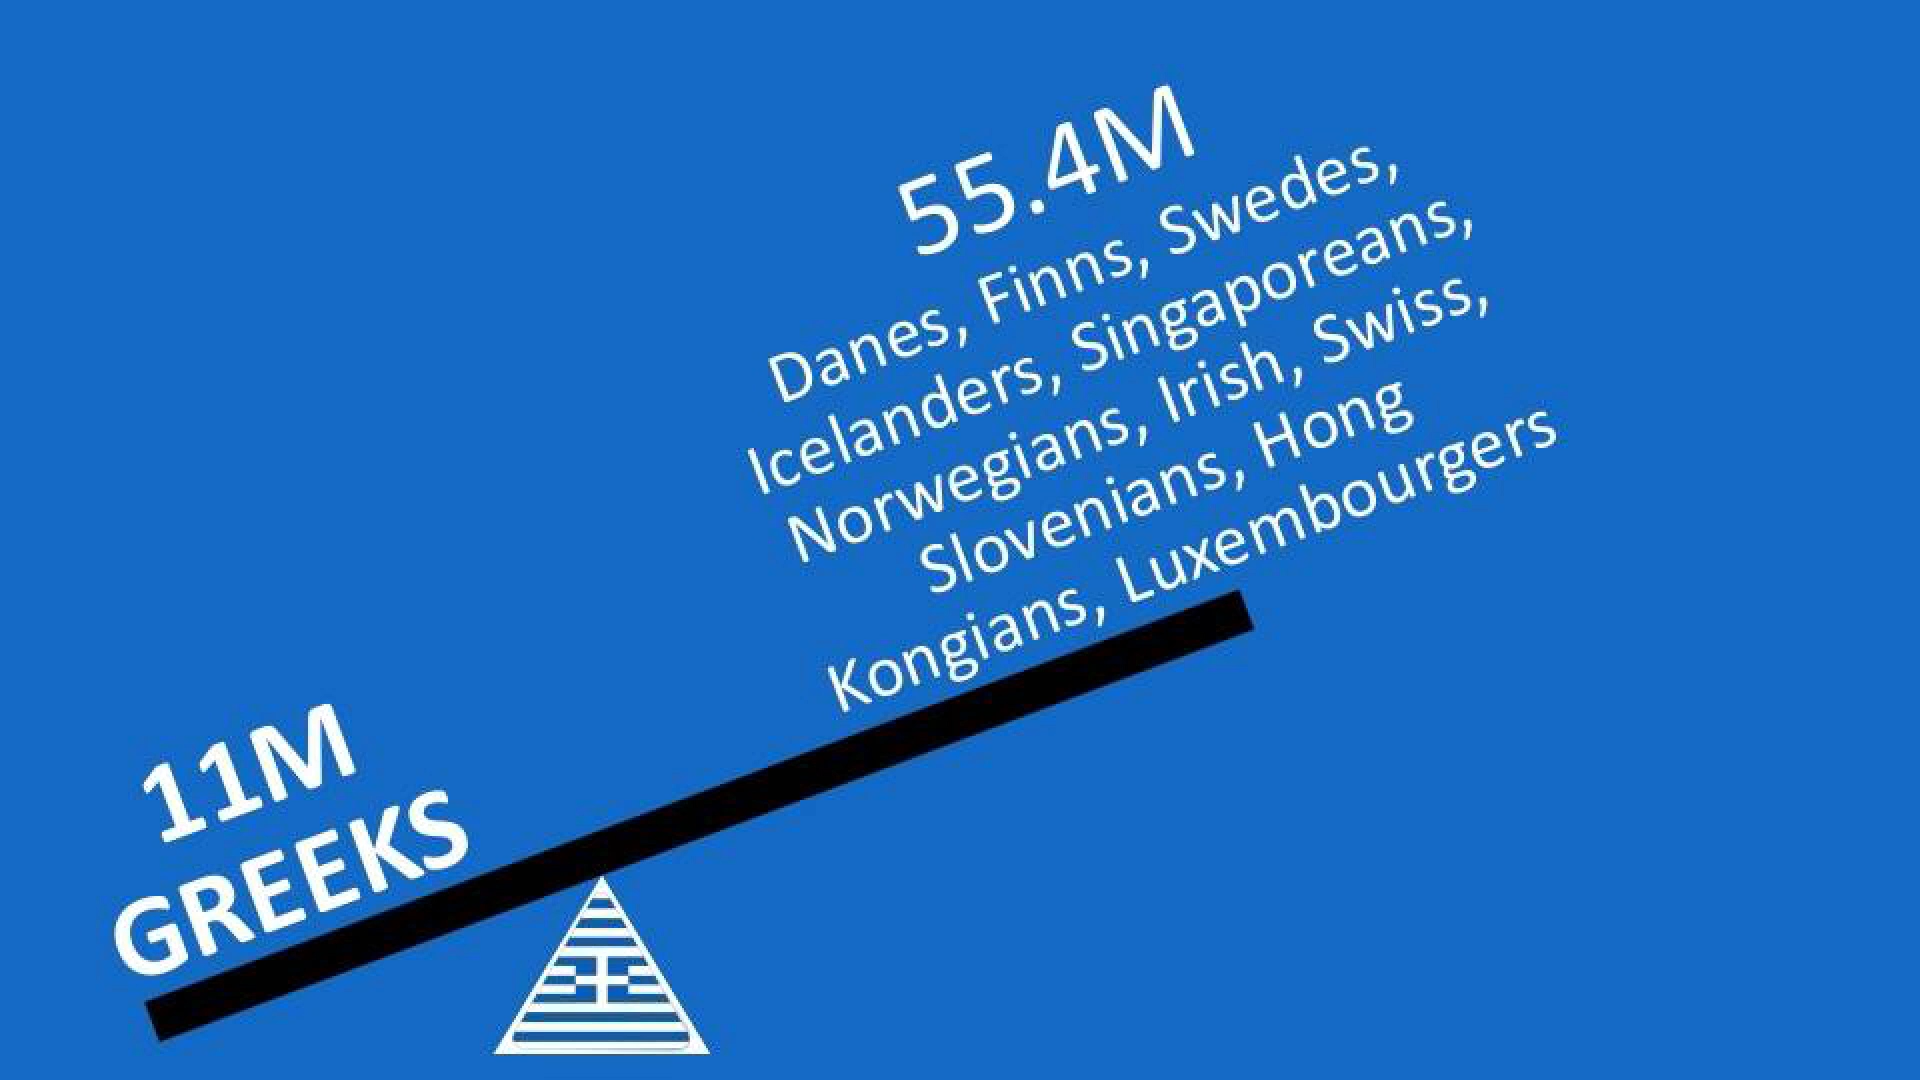 55.4M
Danes, Finns, Swedes,
Icelanders, Singaporeans,
Norwegians, Irish, Swiss,
Slovenians, Hong
Kongians, Luxembourgers
11M
GREEKS